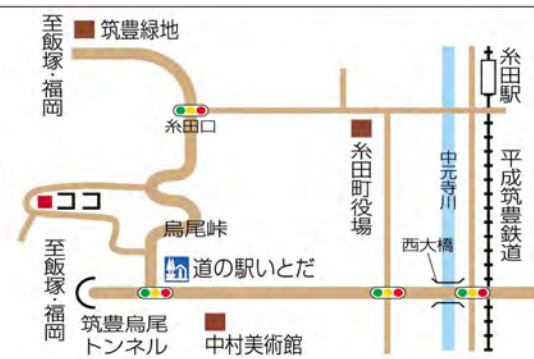 至飯塚・福岡
筑豊緑地
糸田口
糸田駅
糸田町役場
中元寺川
平成筑豊鉄道
ココ
烏尾峠
西大橋
道の駅いとだ
至飯塚・福岡
筑豊烏尾
トンネル
中村美術館